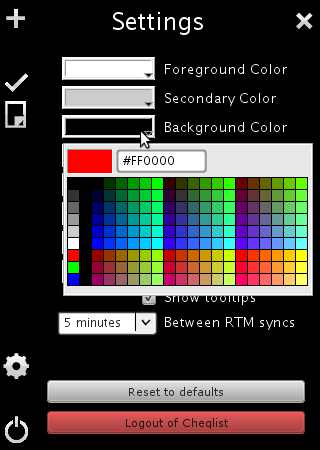 Settings
Foreground Color
Secondary Color
Background Color
#FF0000
Show tooltips
5 minutes
Between RTM syncs
Reset to defaults
Logout of Cheqlist